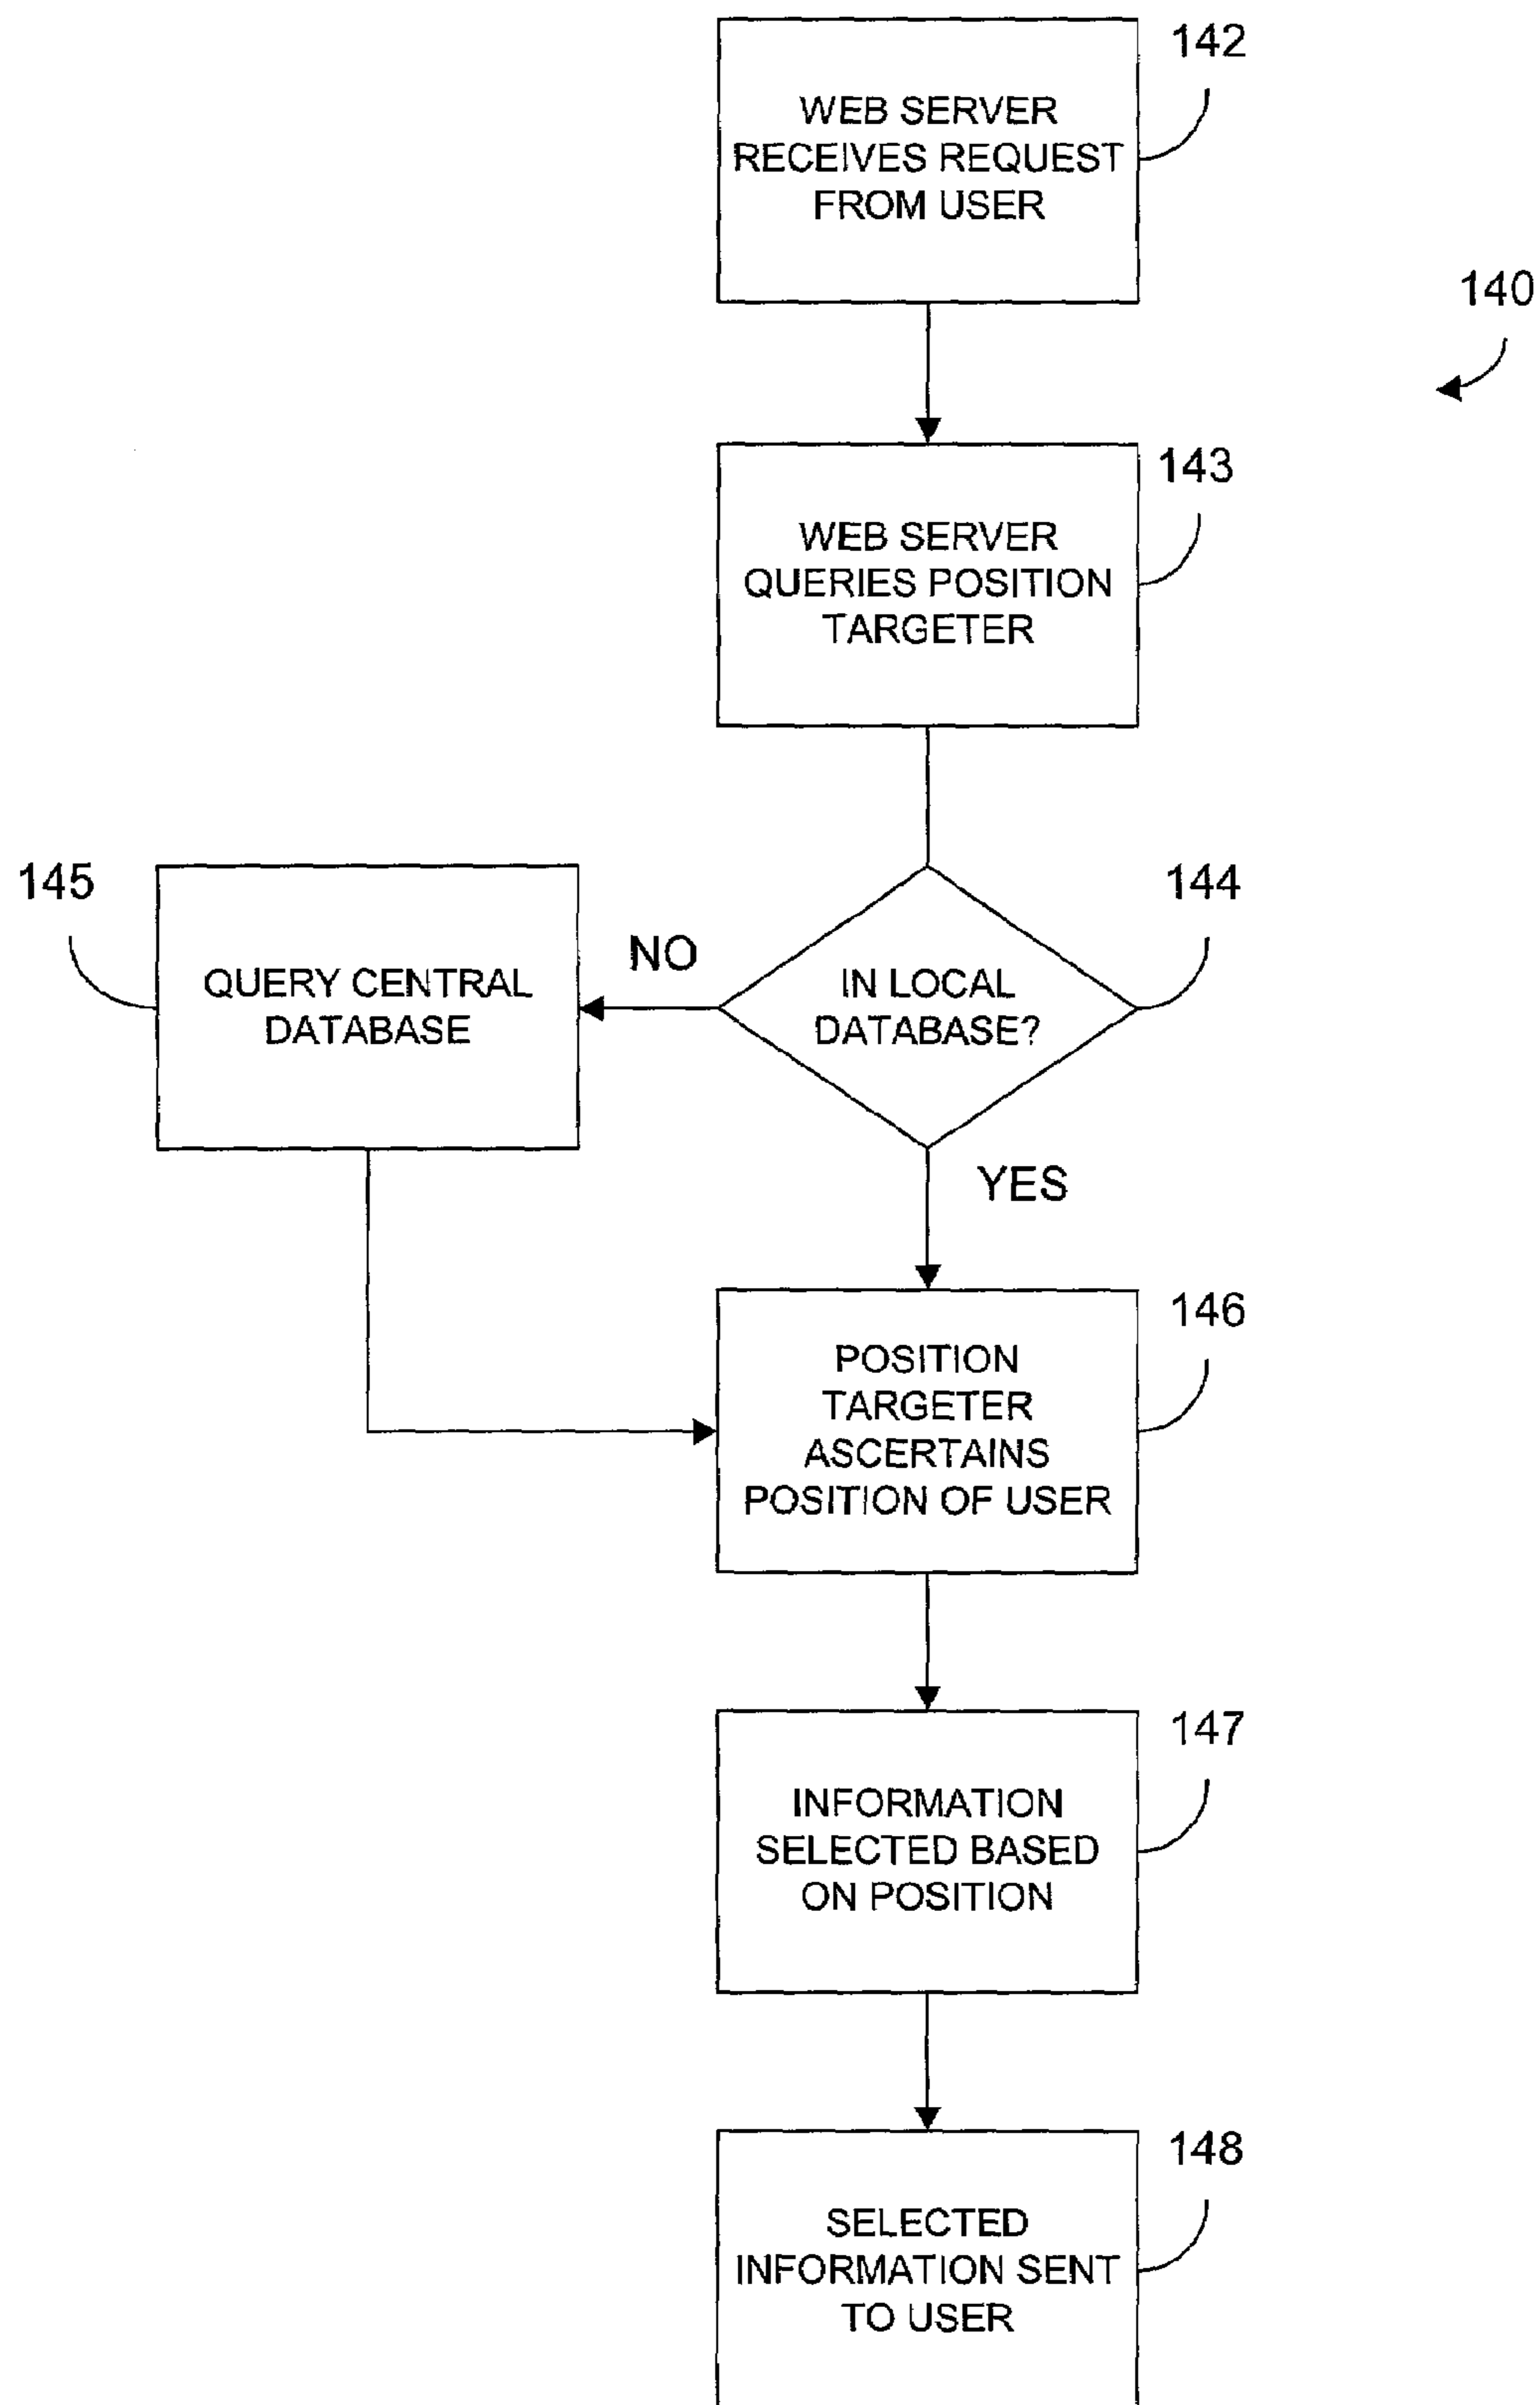 142
WEB SERVER
RECEIVES REQUEST
FROM USER
140
143
WEB SERVER
QUERIES POSITION
TARGETER
145
144
QUERY CENTRAL
DATABASE
NO
IN LOCAL
DATABASE?
YES
146
POSITION
TARGETER
ASCERTAINS
POSITION OF USER
147
INFORMATION
SELECTED BASED
ON POSITION
148
SELECTED
INFORMATION SENT
TO USER